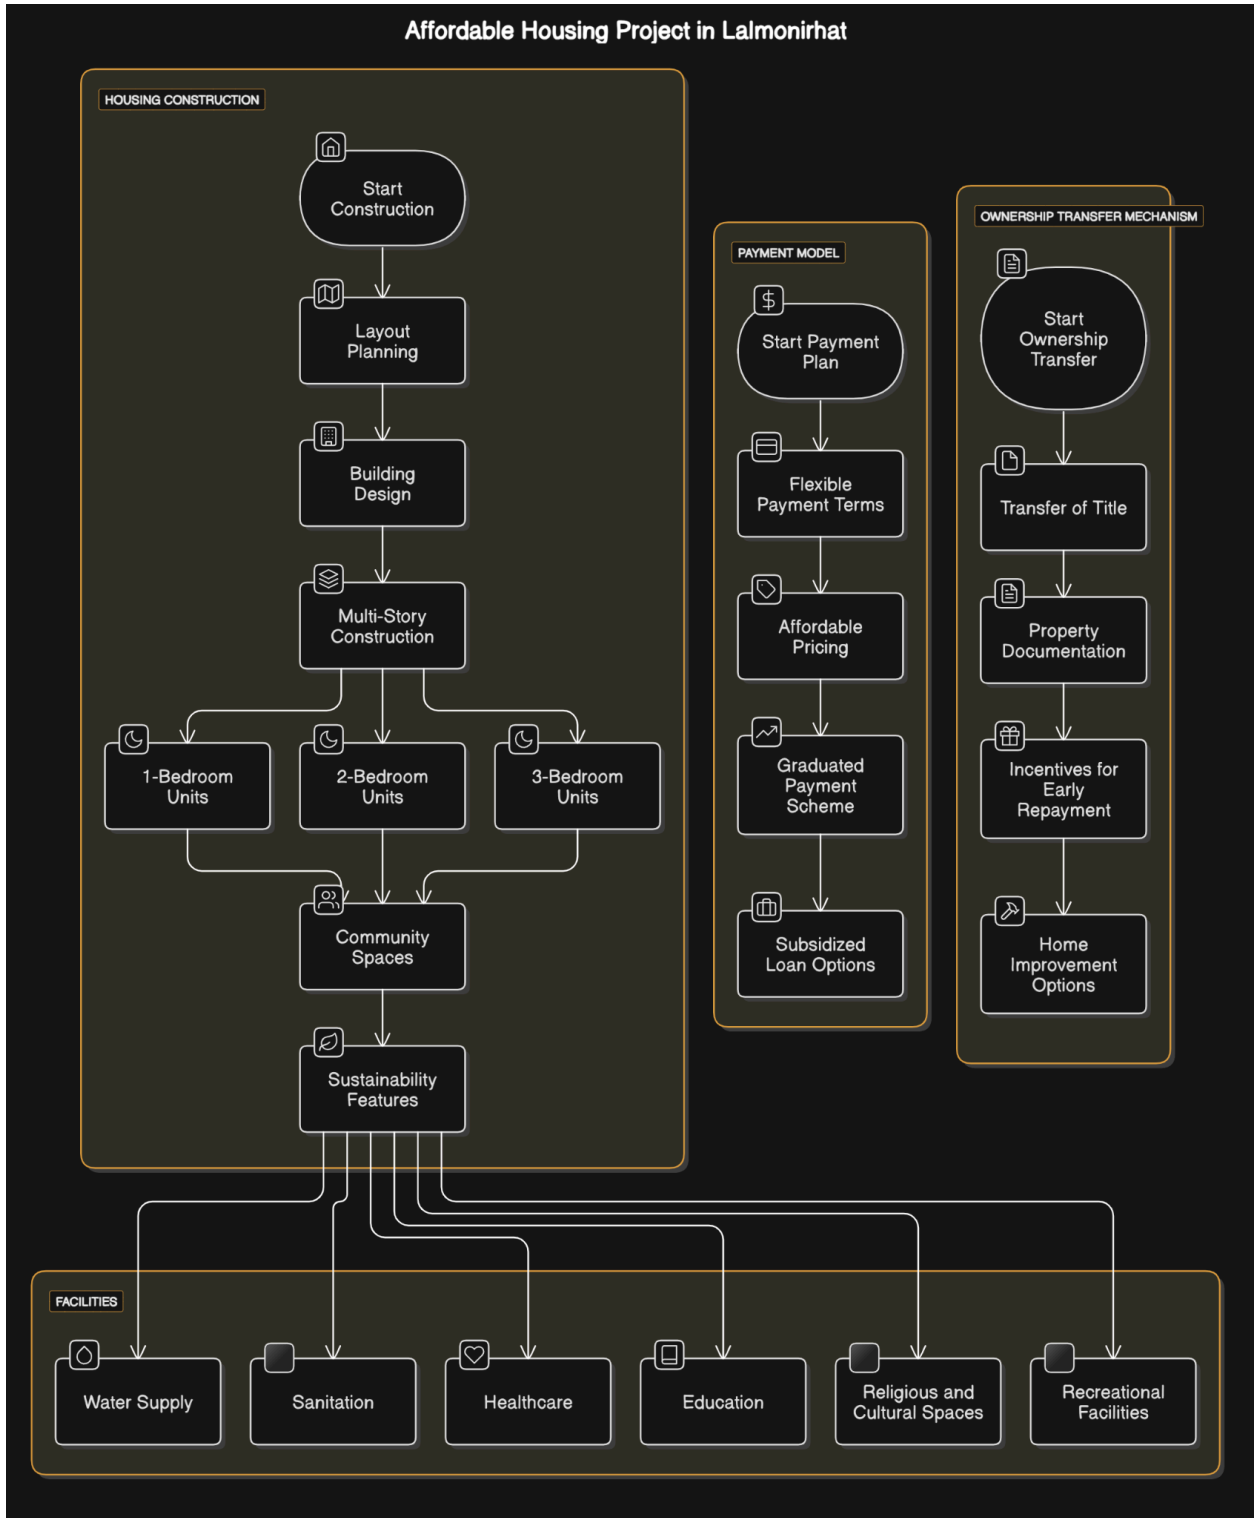 Affordable Housing Project in Lalmonirhat
HOUSING CONSTRUCTION
Start
Construction
Layout
Planning
Building
Design
Multi-Story
Construction
1-Bedroom
Units
2-Bedroom
Units
3-Bedroom
Units
Community
Spaces
Sustainability
Features
PAYMENT MODEL
Start Payment
Plan
Flexible
Payment Terms
Affordable
Pricing
Graduated
Payment
Scheme
Subsidized
Loan Options
OWNERSHIP TRANSFER MECHANISM
Start
Ownership
Transfer
Transfer of Title
Property
Documentation
Incentives for
Early
Repayment
Home
Improvement
Options
FACILITIES
Water Supply
Sanitation
Healthcare
Education
Religious and
Cultural Spaces
Recreational
Facilities